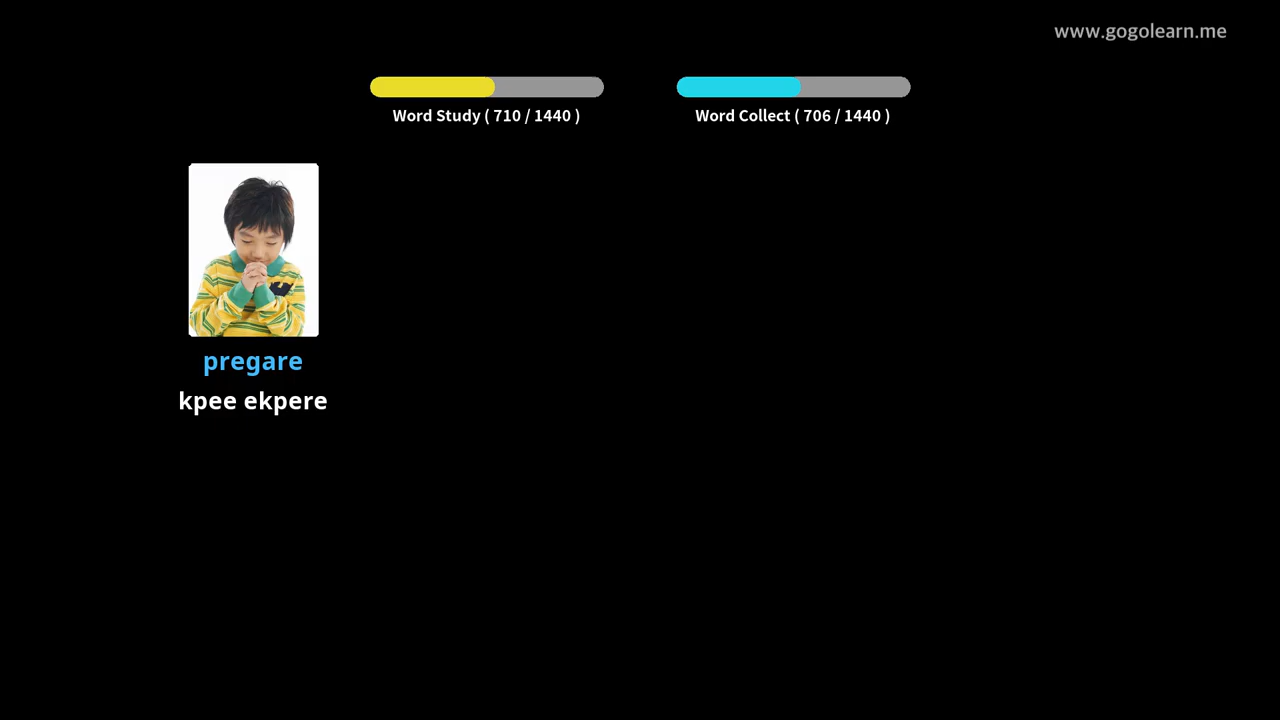 www.gogolearn.me
Word Study ( 710 / 1440 )
Word Collect ( 706 / 1440 )
pregare
kpee ekpere